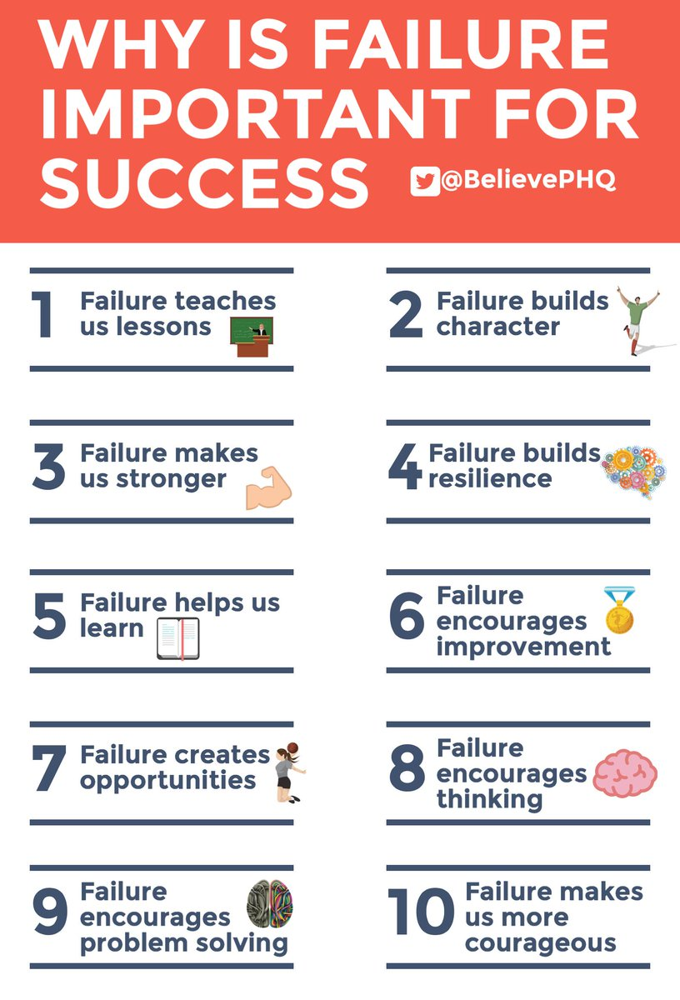 WHY IS FAILURE
IMPORTANT FOR
SUCCESS
@BelievePHQ
1
Failure teaches
us lessons
2
Failure builds
character
3
Failure makes
us stronger
4
Failure builds
resilience
5
Failure helps us
learn
6
Failure
encourages
improvement
7
Failure creates
opportunities
8
Failure
encourages
thinking
9
Failure
encourages
problem solving
10
Failure makes
us more
courageous